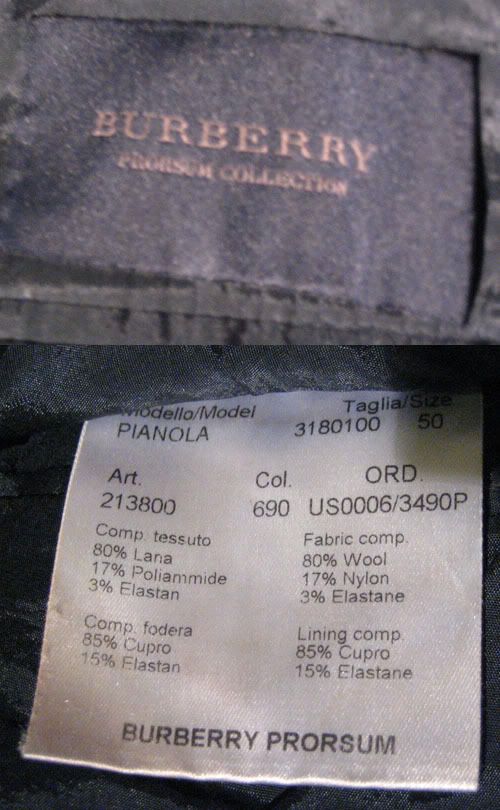 BURBERRY
PRORSUM COLLECTION
Modello/Model Taglia/Size
PIANOLA 3180100 50
Art. Col. ORD.
213800 690 US0006/3490P
Comp. tessuto
80% Lana
17% Poliammide
3% Elastan
Fabric comp.
80% Wool
17% Nylon
3% Elastane
Comp. fodera
85% Cupro
15% Elastan
Lining comp.
85% Cupro
15% Elastane
BURBERRY PRORSUM